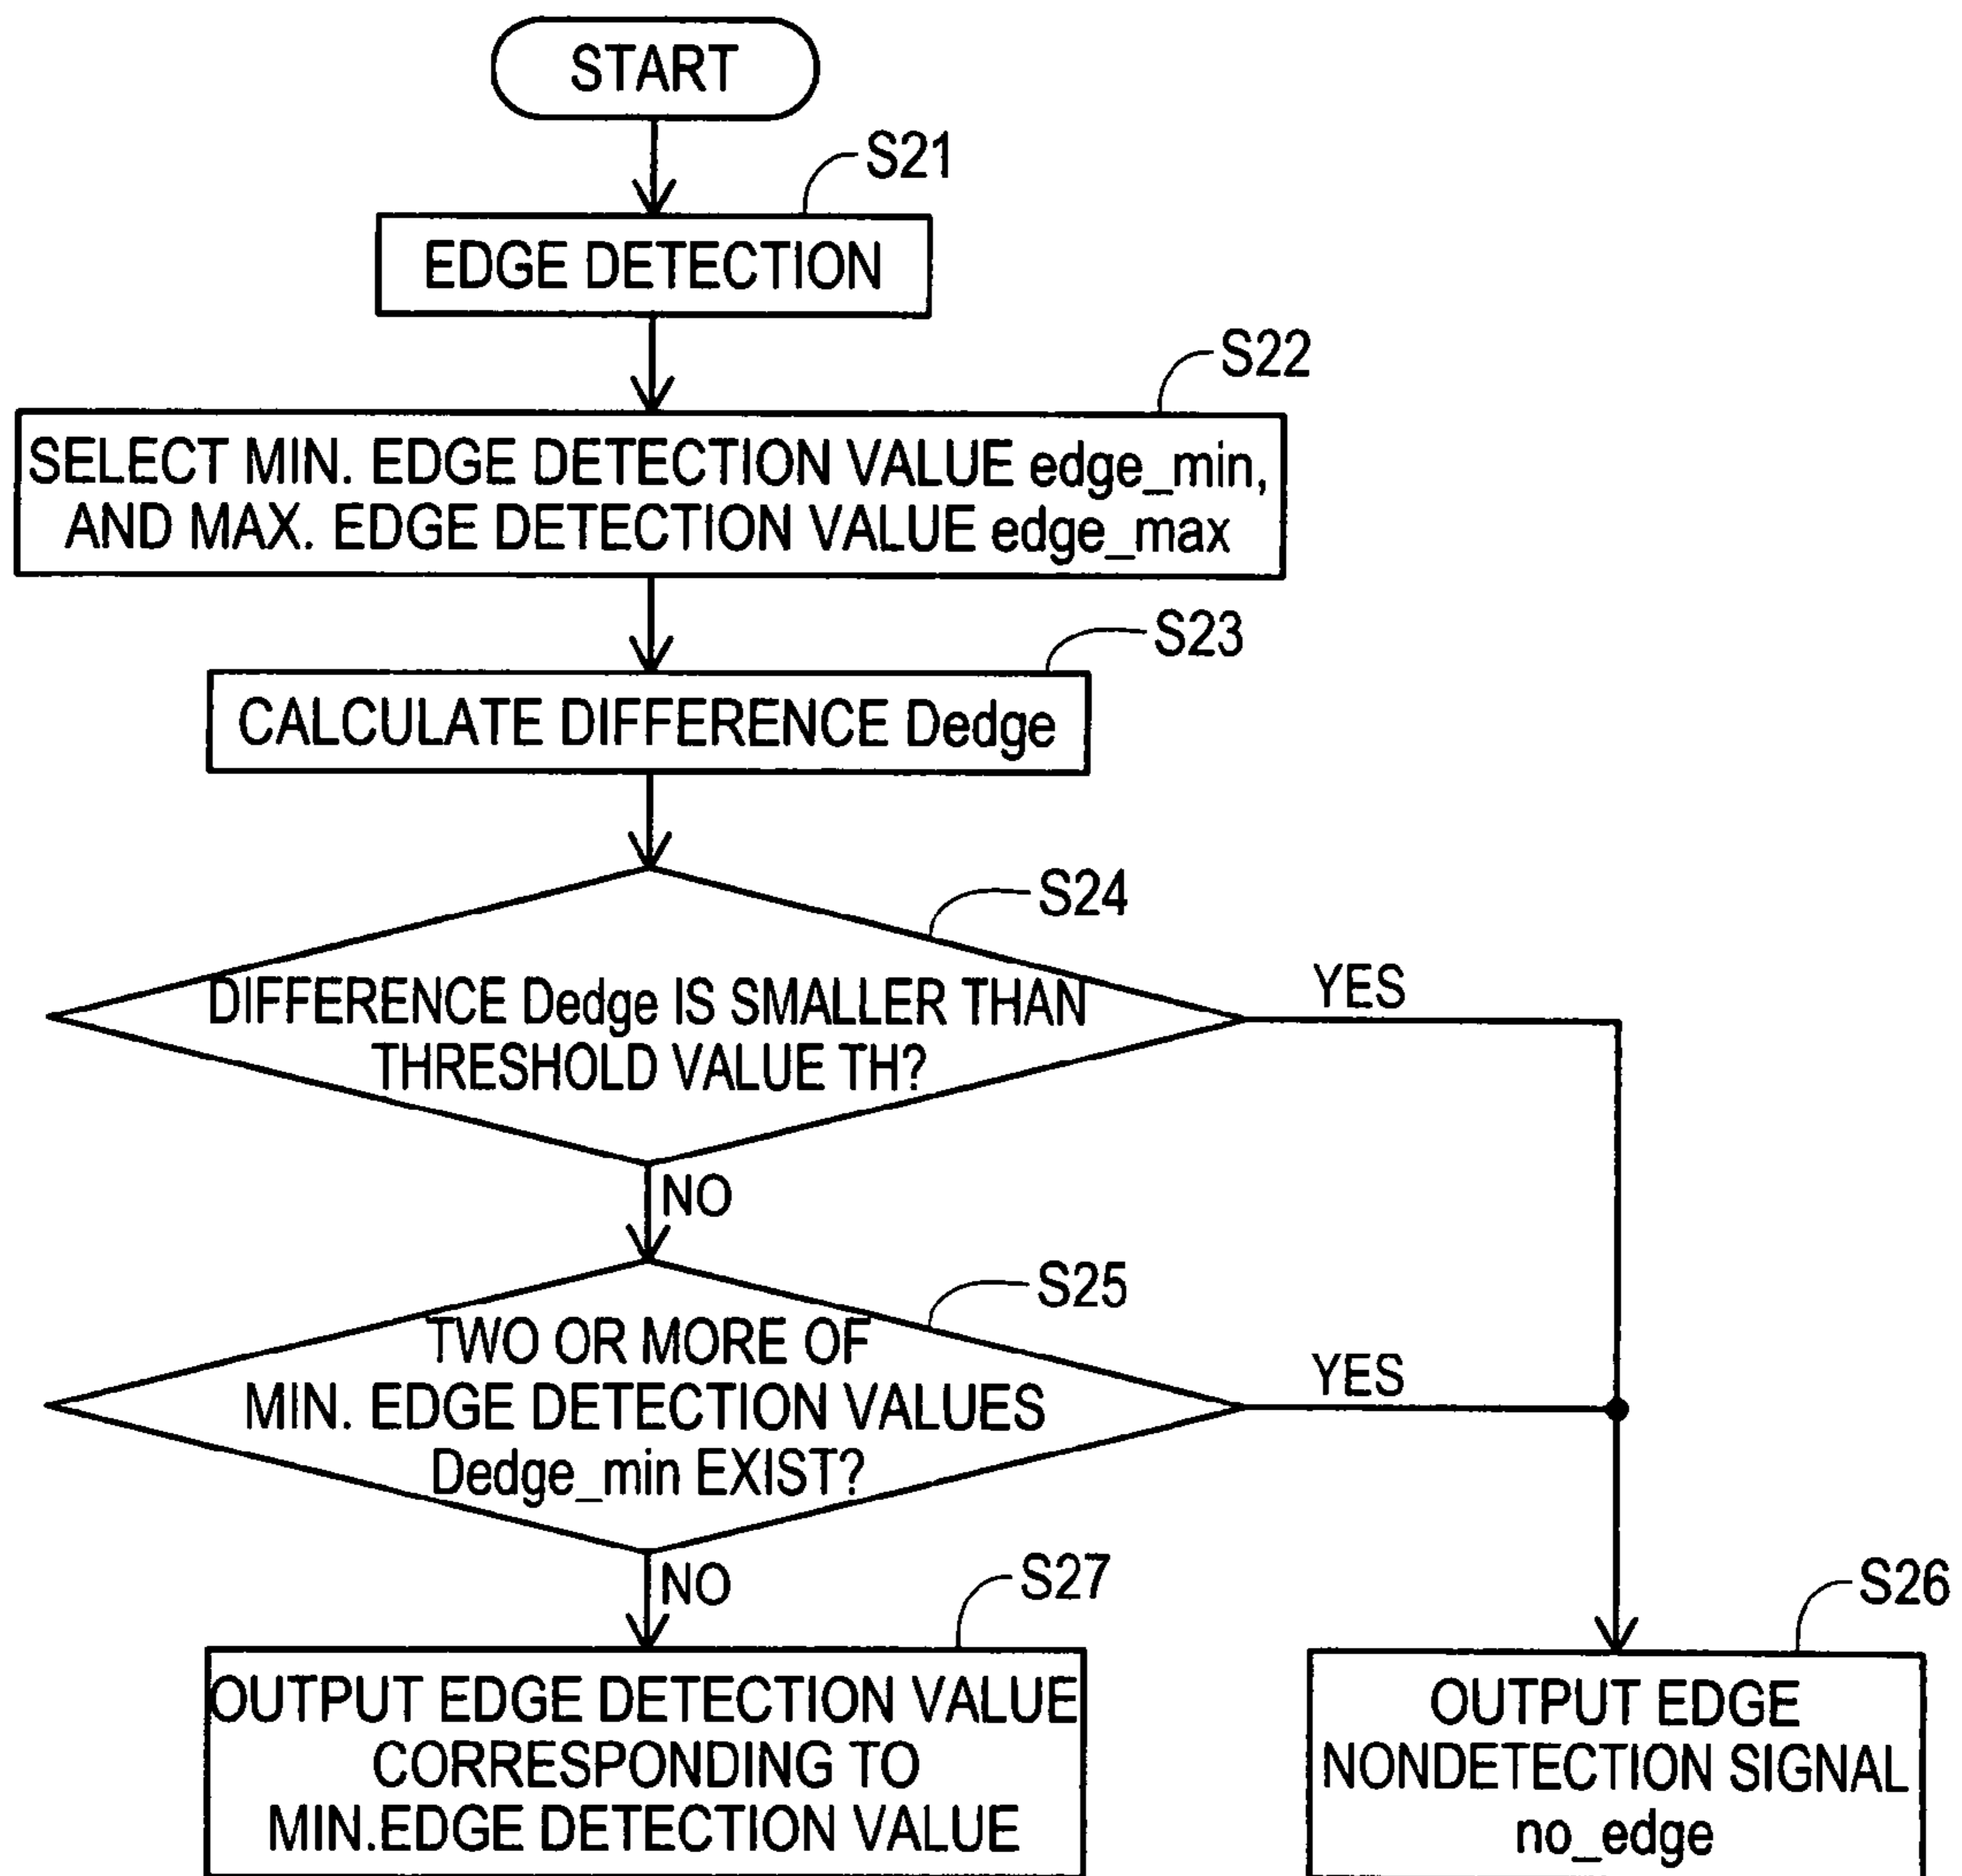 START
S21
EDGE DETECTION
S22
SELECT MIN. EDGE DETECTION VALUE edge_min,
AND MAX. EDGE DETECTION VALUE edge_max
S23
CALCULATE DIFFERENCE Dedge
S24
DIFFERENCE Dedge IS SMALLER THAN
THRESHOLD VALUE TH?
YES
NO
S25
TWO OR MORE OF
MIN. EDGE DETECTION VALUES
Dedge_min EXIST?
YES
NO
S27
OUTPUT EDGE DETECTION VALUE
CORRESPONDING TO
MIN.EDGE DETECTION VALUE
S26
OUTPUT EDGE
NONDETECTION SIGNAL
no_edge